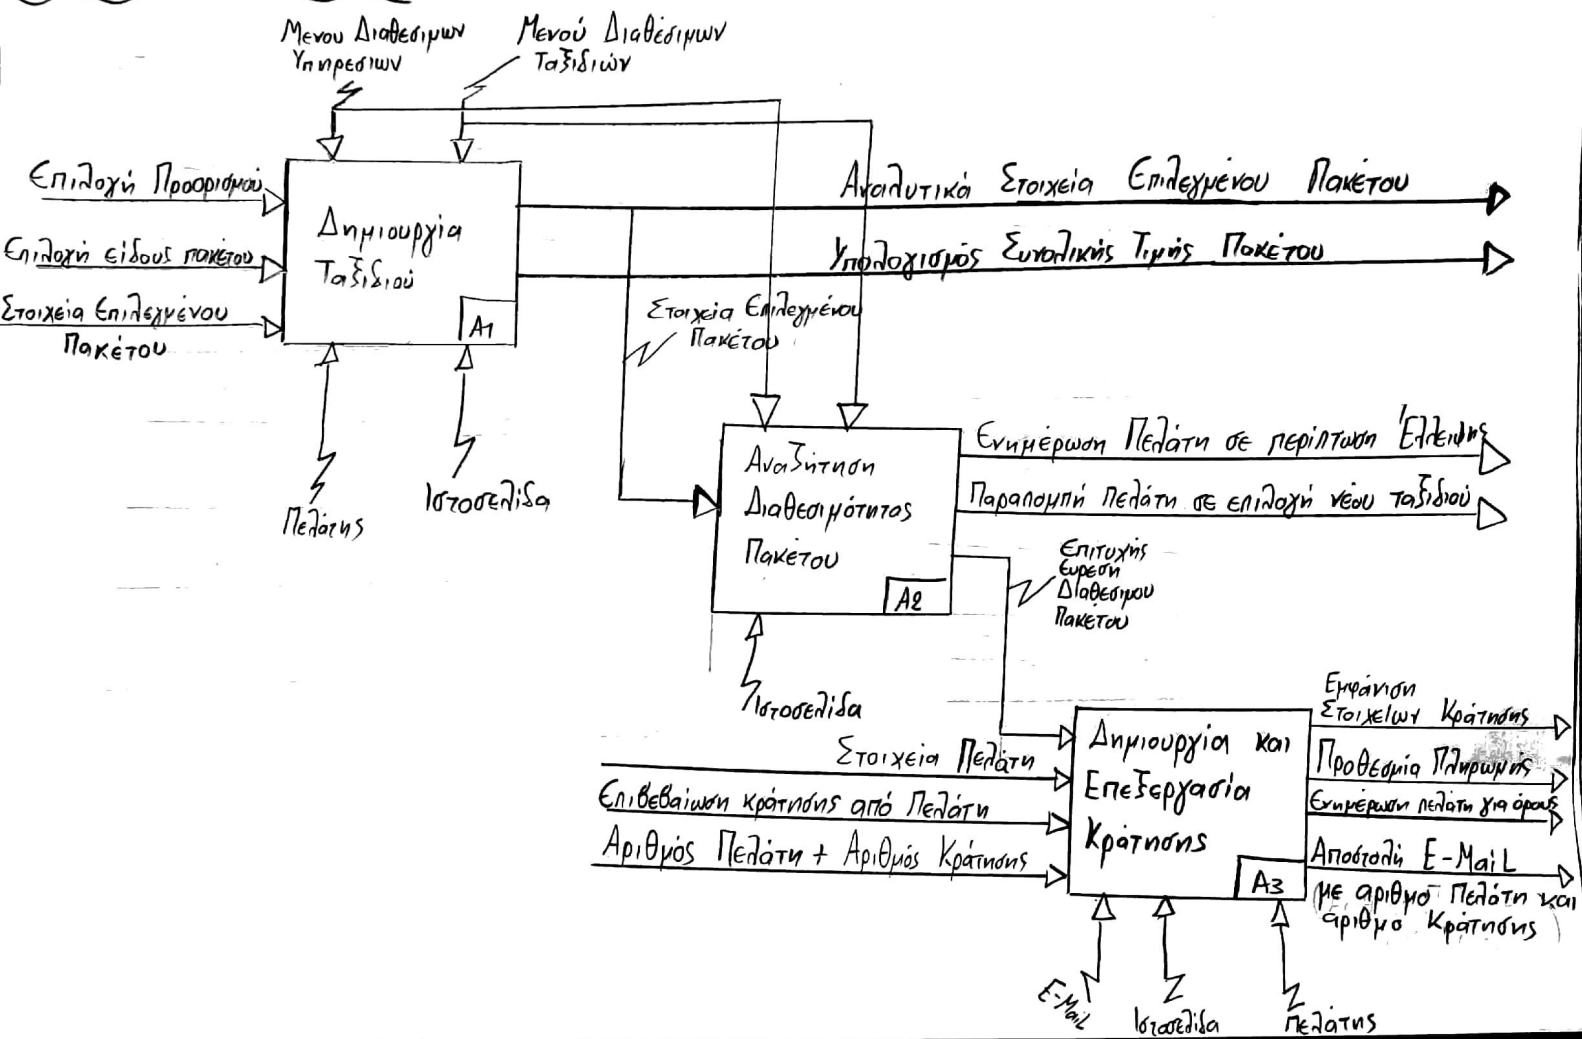 Μενου Διαθέσιμων
Υπηρεσιων
Μενού Διαθέσιμων
Ταξιδιών
Επιλογή Προορισμού
Επιλογή είδους πακέτου
Στοιχεία Επιλεγμένου
Πακέτου
Δημιουργία
Ταξιδιού
A1
Αναλυτικά Στοιχεία Επιλεγμένου Πακέτου
Υπολογισμός Συνολικής Τιμής Πακέτου
Στοιχεία Επιλεγμένου
Πακέτου
Πελάτης
Ιστοσελίδα
Αναζήτηση
Διαθεσιμότητας
Πακέτου
A2
Ενημέρωση Πελάτη σε περίπτωση Έλλειψης
Παραπομπή Πελάτη σε επιλογή νέου ταξιδιού
Επιτυχής
Ευρεση
Διαθέσιμου
Πακέτου
Ιστοσελίδα
Στοιχεία Πελάτη
Επιβεβαίωση κράτησης από Πελάτη
Αριθμός Πελάτη + Αριθμός Κράτησης
Δημιουργία και
Επεξεργασία
Κράτησης
A3
Εμφάνιση
Στοιχείων Κράτησης
Προθεσμία Πληρωμής
Ενημέρωση πελάτη για όρους
Αποστολή E-Mail
με αριθμό Πελάτη και
αριθμο Κράτησης
E-Mail
Ιστοσελίδα
Πελάτης